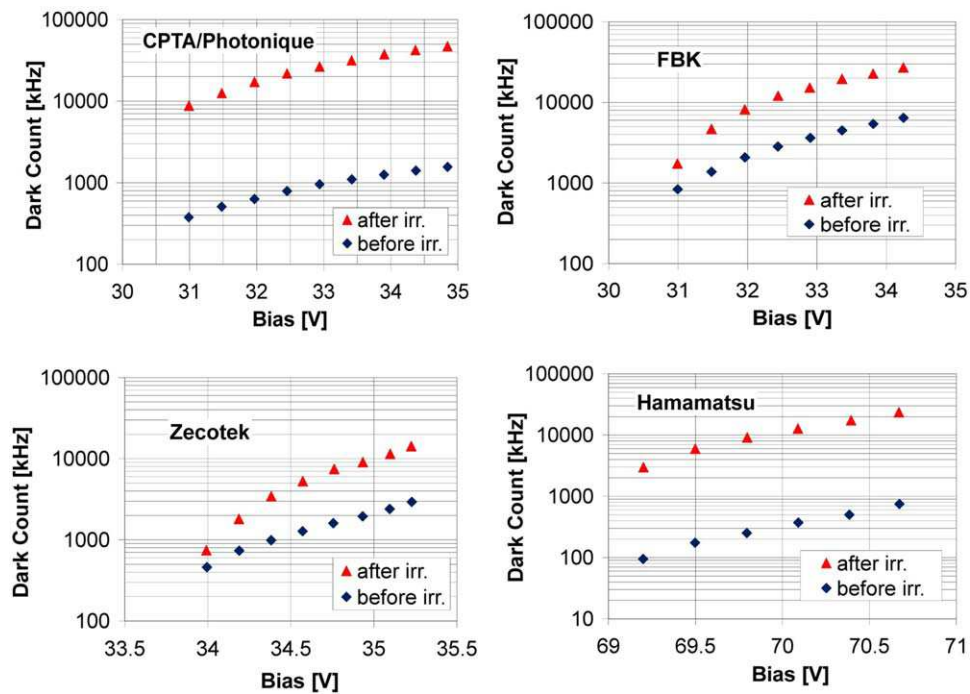 CPTA/Photonique
Dark Count [kHz]
100000
10000
1000
100
after irr.
before irr.
30 31 32 33 34 35
Bias [V]
FBK
Dark Count [kHz]
100000
10000
1000
100
after irr.
before irr.
30 31 32 33 34 35
Bias [V]
Zecotek
Dark Count [kHz]
100000
10000
1000
100
after irr.
before irr.
33.5 34 34.5 35 35.5
Bias [V]
Hamamatsu
Dark Count [kHz]
100000
10000
1000
100
10
after irr.
before irr.
69 69.5 70 70.5 71
Bias [V]